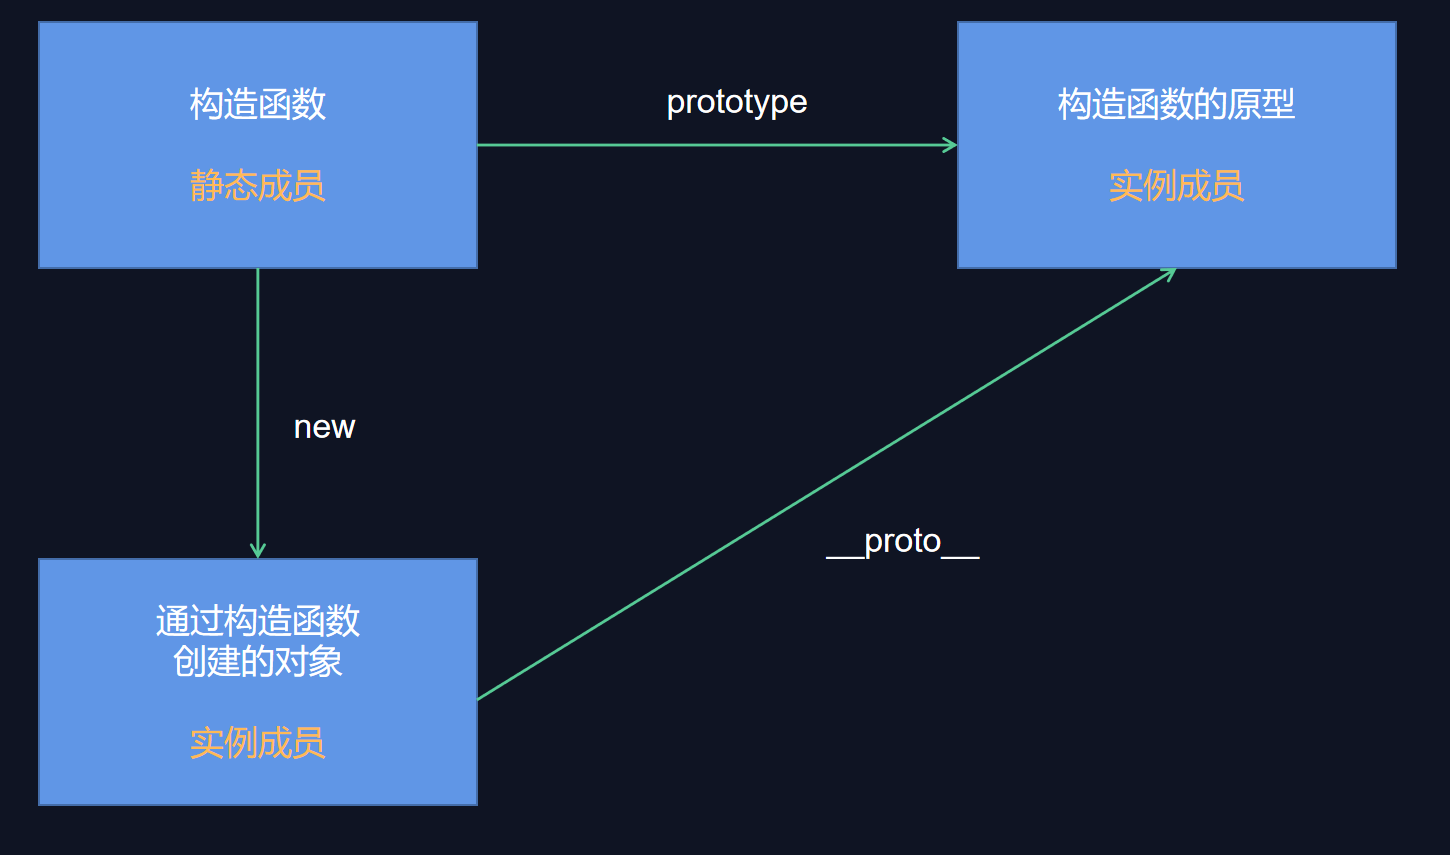 构造函数
静态成员
prototype
构造函数的原型
实例成员
new
__proto__
通过构造函数
创建的对象
实例成员